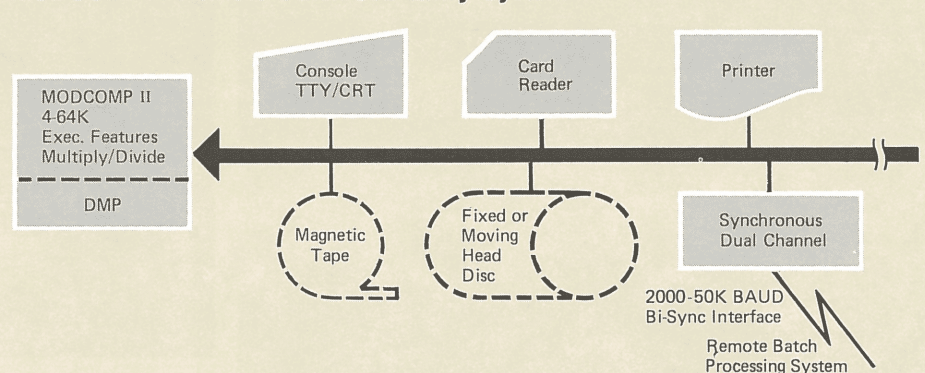 MODCOMP II
4-64K
Exec. Features
Multiply/Divide
DMP
Console
TTY/CRT
Card
Reader
Printer
Magnetic
Tape
Fixed or
Moving
Head
Disc
Synchronous
Dual Channel
2000-50K BAUD
Bi-Sync Interface
Remote Batch
Processing System